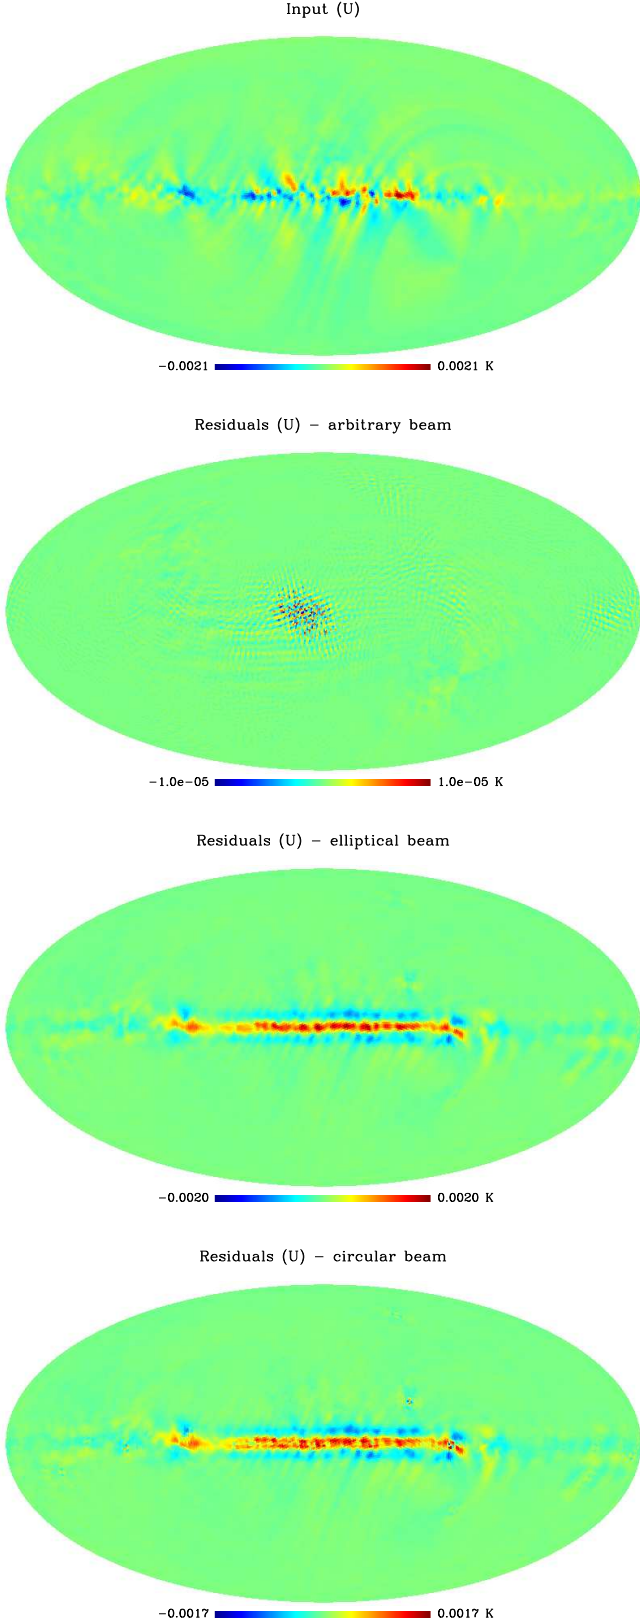 Input (U)
−0.0021 0.0021 K
Residuals (U) − arbitrary beam
−1.0e−05 1.0e−05 K
Residuals (U) − elliptical beam
−0.0020 0.0020 K
Residuals (U) − circular beam
−0.0017 0.0017 K